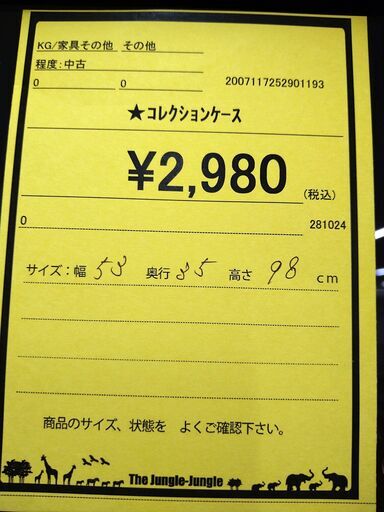 KG/家具その他 その他
程度:中古
0 0 2007117252901193
★コレクションケース
¥2,980 (税込)
0 281024
サイズ:幅 53 奥行 35 高さ 98 cm
商品のサイズ、状態を よくご確認下さい。
The Jungle-Jungle